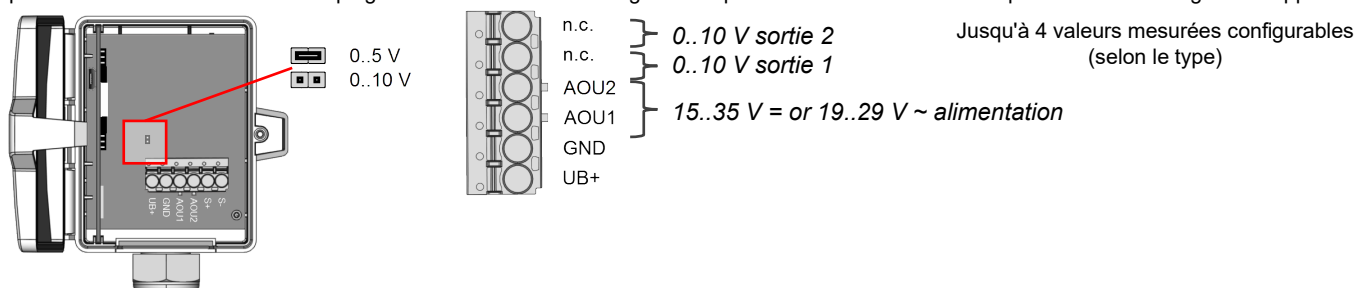 0..5 V
0..10 V
UB+
GND
AOU1
AOU2
S+
S-
n.c.
n.c.
AOU2
AOU1
GND
UB+
0..10 V sortie 2
0..10 V sortie 1
15..35 V = or 19..29 V ~ alimentation
Jusqu'à 4 valeurs mesurées configurables
(selon le type)